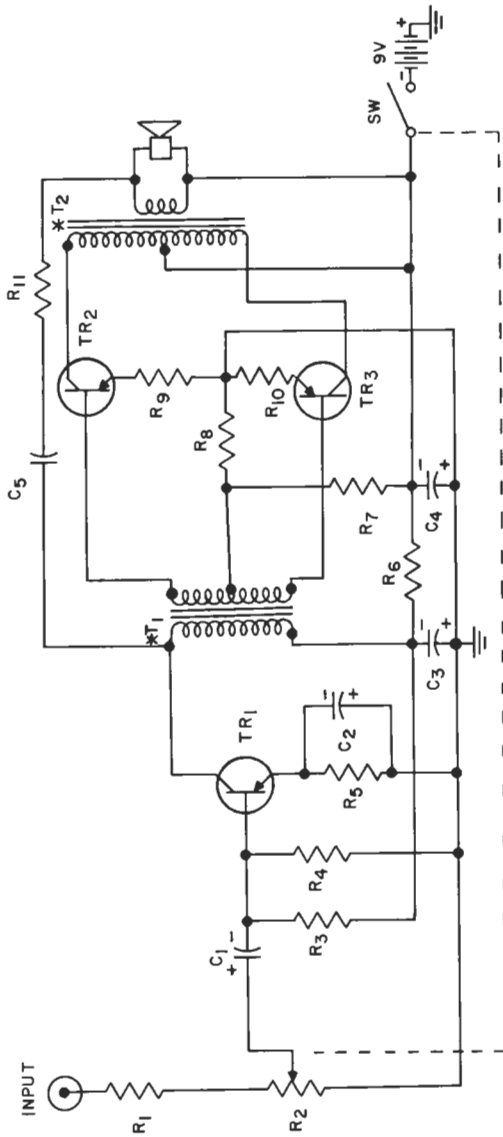 INPUT
R1
R2
C1
+ -
R3
R4
TR1
R5
C2
- +
*T1
C3
- +
R6
C4
- +
R7
R8
R9
R10
TR2
TR3
C5
R11
*T2
SW
9V
- +